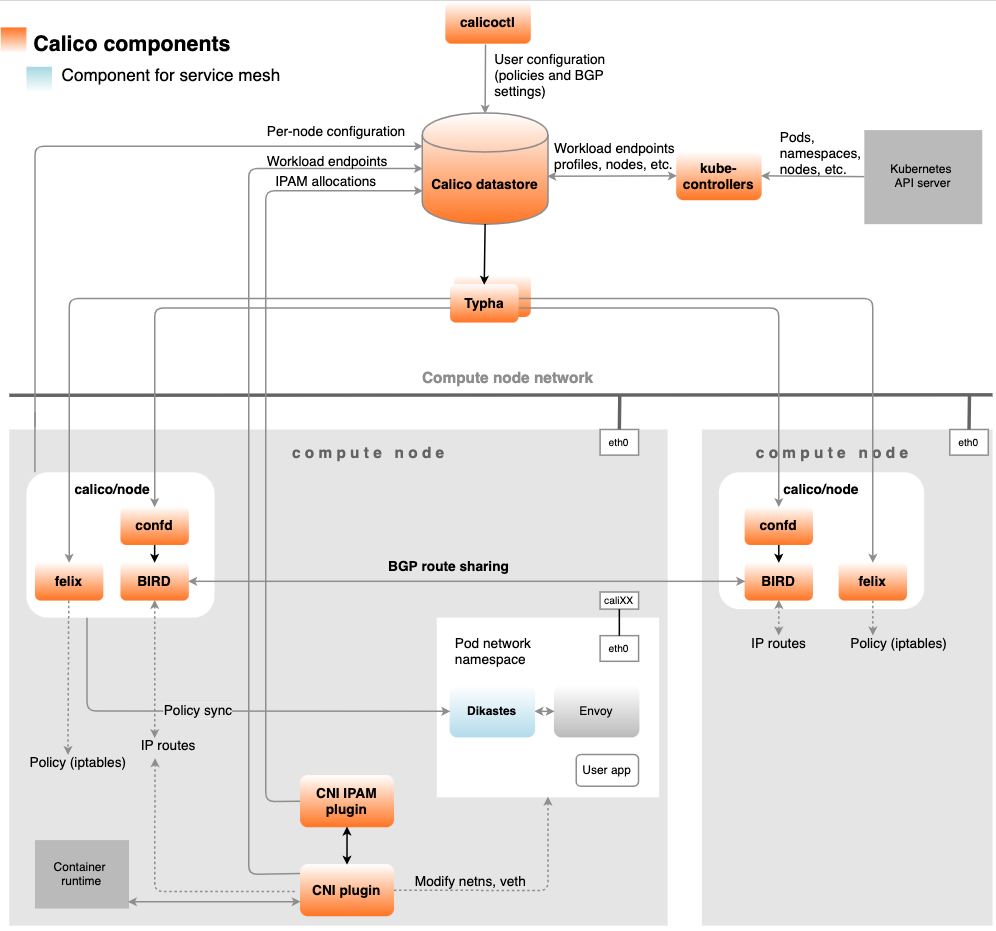 calicoctl
Calico components
Component for service mesh
User configuration
(policies and BGP
settings)
Per-node configuration
Workload endpoints
IPAM allocations
Calico datastore
Workload endpoints
profiles, nodes, etc.
kube-
controllers
Pods,
namespaces,
nodes, etc.
Kubernetes
API server
Typha
Compute node network
eth0
eth0
compute node
compute node
calico/node
confd
felix
BIRD
BGP route sharing
calico/node
confd
BIRD
felix
IP routes
Policy (iptables)
caliXX
eth0
Pod network
namespace
Dikastes
Envoy
User app
Policy sync
IP routes
Policy (iptables)
CNI IPAM
plugin
CNI plugin
Modify netns, veth
Container
runtime